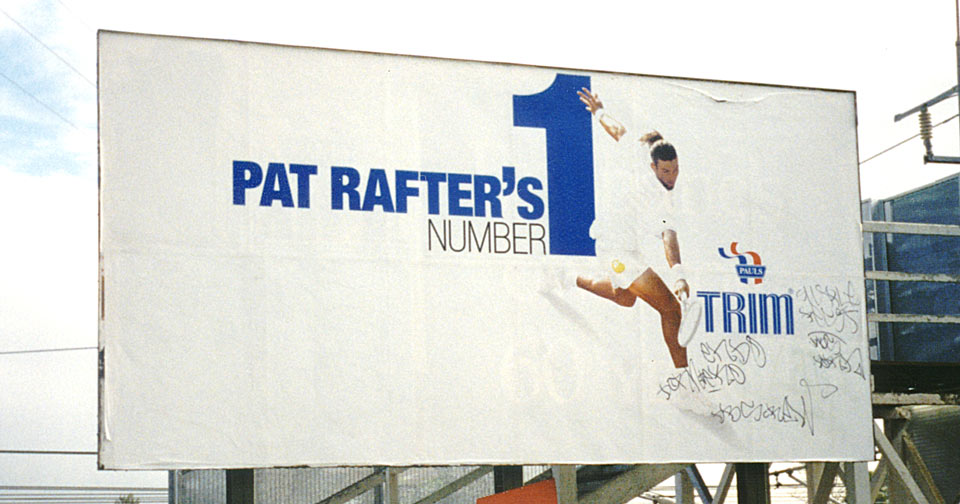 PAT RAFTER'S
NUMBER
1
PAULS
TRIM